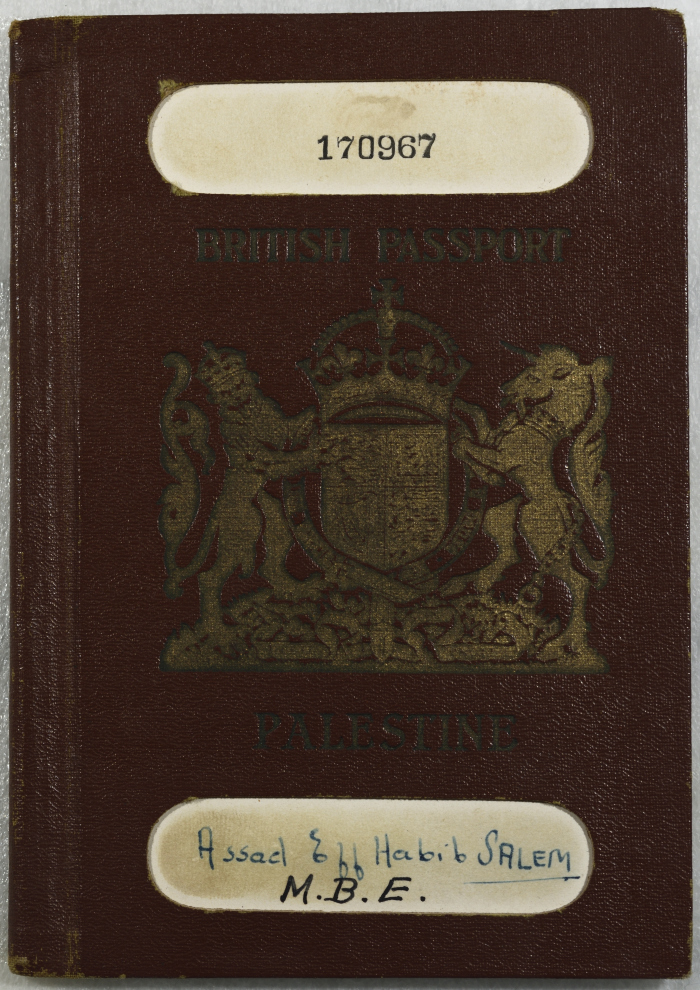 170967
BRITISH PASSPORT
PALESTINE
Assad Eff Habib SALEM
M.B.E.